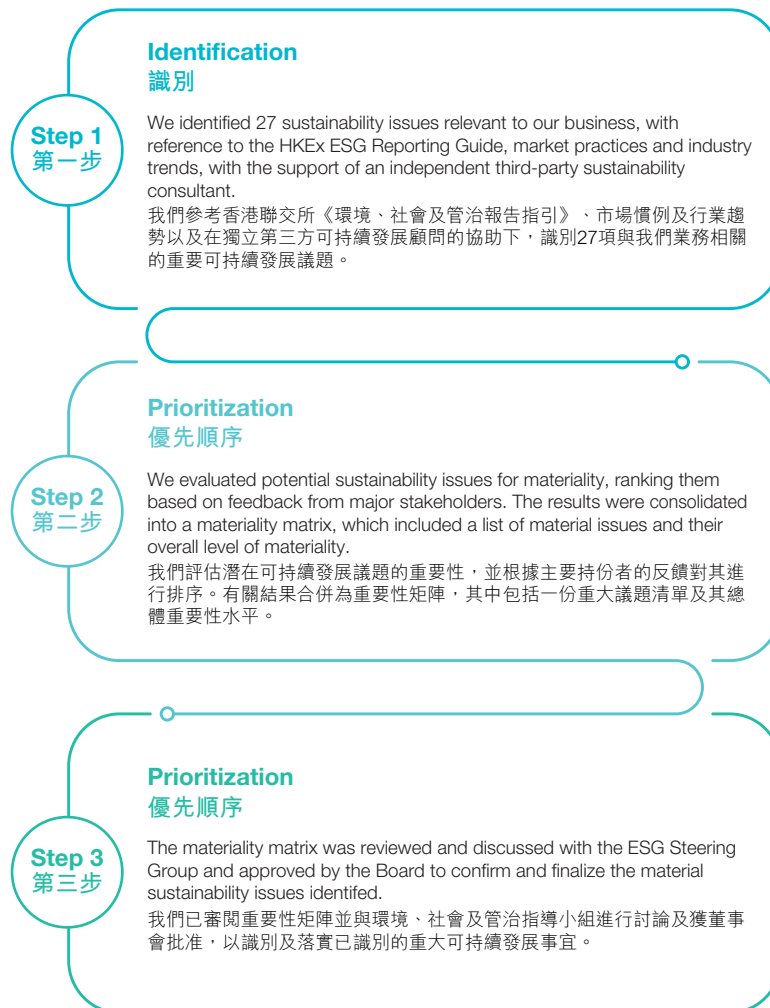 Identification
識別
Step 1
第一步
We identified 27 sustainability issues relevant to our business, with
reference to the HKEx ESG Reporting Guide, market practices and industry
trends, with the support of an independent third-party sustainability
consultant.
我們參考香港聯交所《環境、社會及管治報告指引》、市場慣例及行業趨
勢以及在獨立第三方可持續發展顧問的協助下，識別27項與我們業務相關
的重要可持續發展議題。
Prioritization
優先順序
Step 2
第二步
We evaluated potential sustainability issues for materiality, ranking them
based on feedback from major stakeholders. The results were consolidated
into a materiality matrix, which included a list of material issues and their
overall level of materiality.
我們評估潛在可持續發展議題的重要性，並根據主要持份者的反饋對其進
行排序。有關結果合併為重要性矩陣，其中包括一份重大議題清單及其總
體重要性水平。
Prioritization
優先順序
Step 3
第三步
The materiality matrix was reviewed and discussed with the ESG Steering
Group and approved by the Board to confirm and finalize the material
sustainability issues identifed.
我們已審閱重要性矩陣並與環境、社會及管治指導小組進行討論及獲董事
會批准，以識別及落實已識別的重大可持續發展事宜。